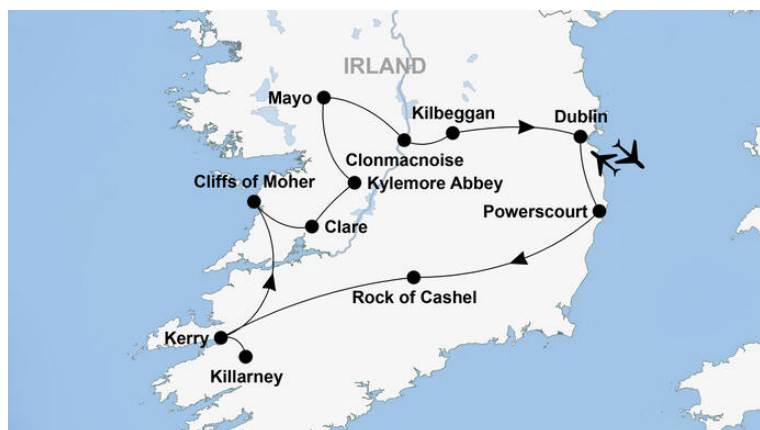 IRLAND
Mayo
Kilbeggan
Dublin
Clonmacnoise
Cliffs of Moher
Kylemore Abbey
Powerscourt
Clare
Rock of Cashel
Kerry
Killarney